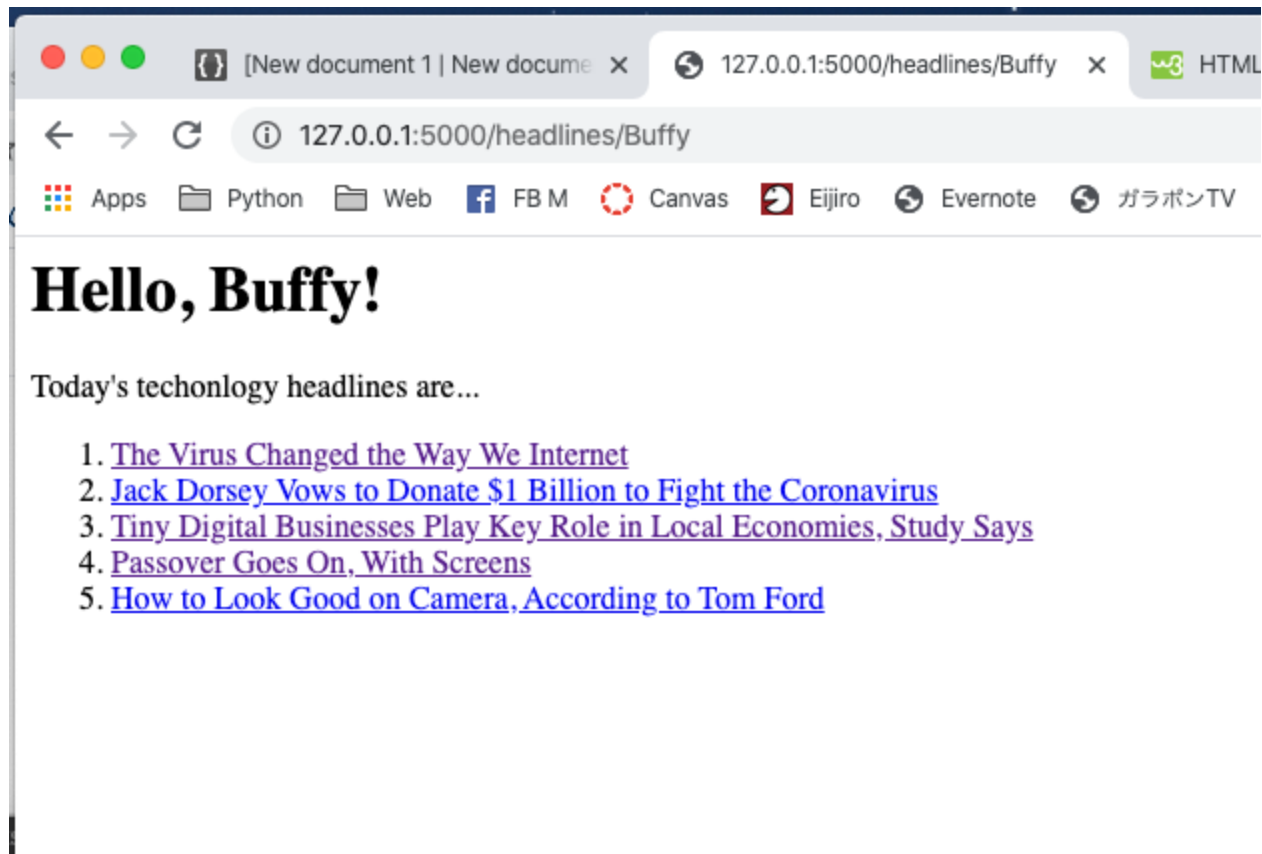 [New document 1 | New docume
127.0.0.1:5000/headlines/Buffy
HTML
127.0.0.1:5000/headlines/Buffy
Apps Python Web FB M Canvas Eijiro Evernote ガラポンTV
Hello, Buffy!
Today's techonlogy headlines are...
1. The Virus Changed the Way We Internet
2. Jack Dorsey Vows to Donate $1 Billion to Fight the Coronavirus
3. Tiny Digital Businesses Play Key Role in Local Economies, Study Says
4. Passover Goes On, With Screens
5. How to Look Good on Camera, According to Tom Ford